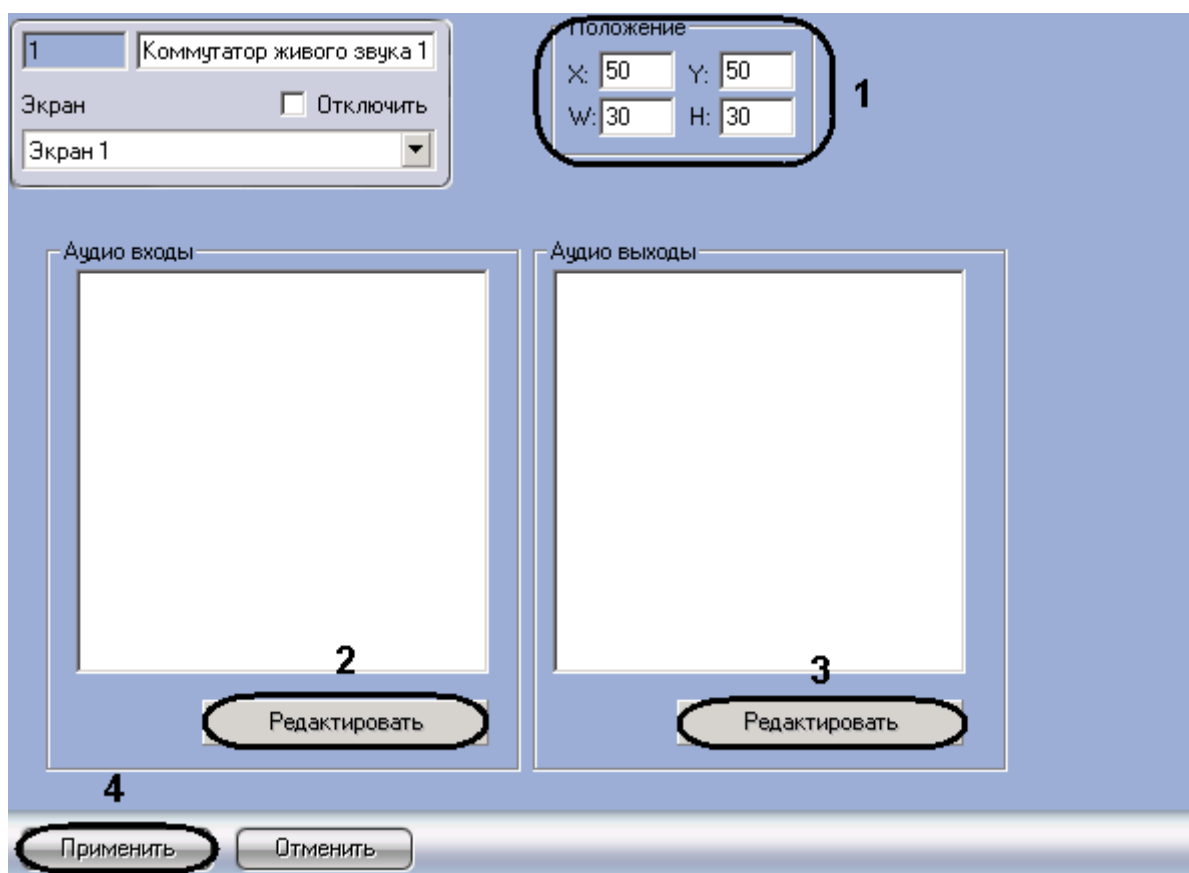 1 Коммутатор живого звука 1
Экран Отключить
Экран 1
Положение
X: 50 Y: 50
W: 30 H: 30
1
Аудио входы
Аудио выходы
2
Редактировать
3
Редактировать
4
Применить Отменить